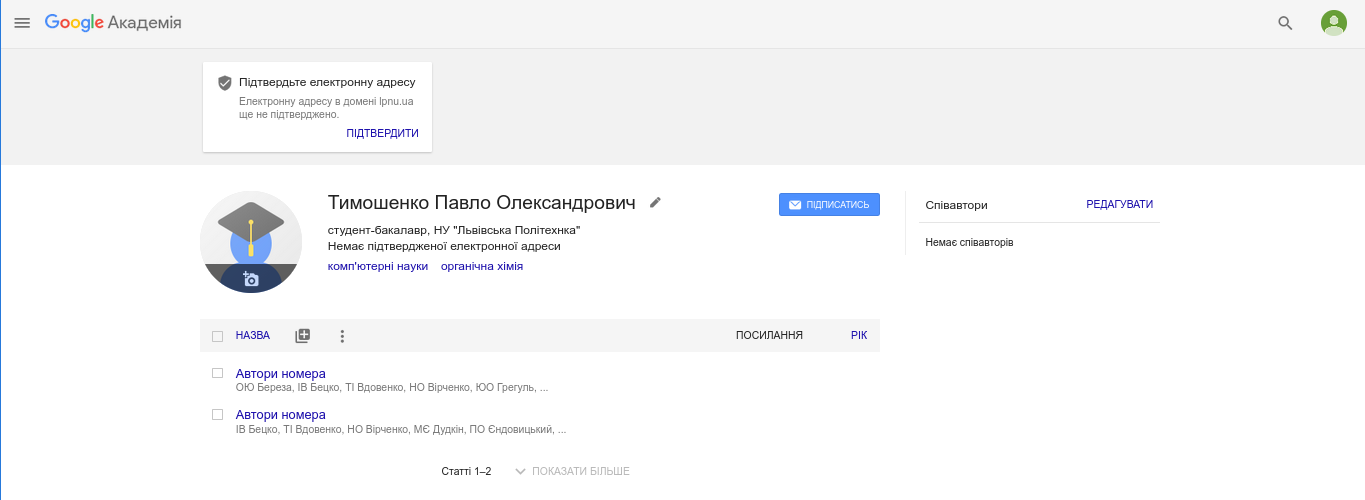 Google Академія
Підтвердьте електронну адресу
Електронну адресу в домені lpnu.ua
ще не підтверджено.
ПІДТВЕРДИТИ
Тимошенко Павло Олександрович
ПІДПИСАТИСЬ
студент-бакалавр, НУ "Львівська Політехнка"
Немає підтвердженої електронної адреси
комп'ютерні науки органічна хімія
Співавтори
РЕДАГУВАТИ
Немає співавторів
НАЗВА
ПОСИЛАННЯ
РІК
Автори номера
ОЮ Береза, ІВ Бецко, ТІ Вдовенко, НО Вірченко, ЮО Грегуль, ...
Автори номера
ІВ Бецко, ТІ Вдовенко, НО Вірченко, МЄ Дудкін, ПО Єндовицький, ...
Статті 1–2
ПОКАЗАТИ БІЛЬШЕ